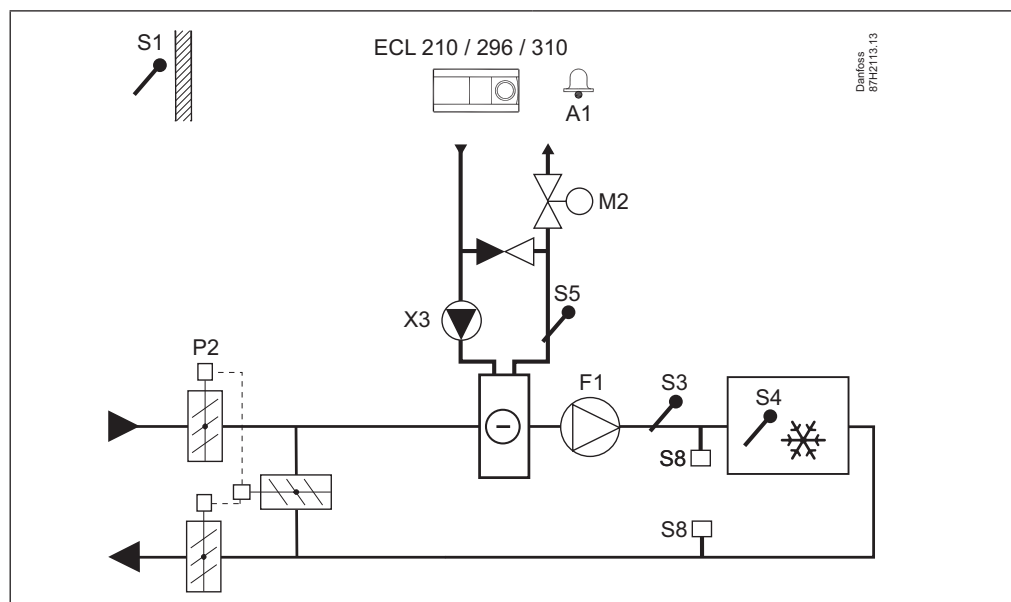 S1
ECL 210 / 296 / 310
A1
Danfoss
87H2113.13
M2
S5
X3
P2
F1
S3
S4
S8
S8